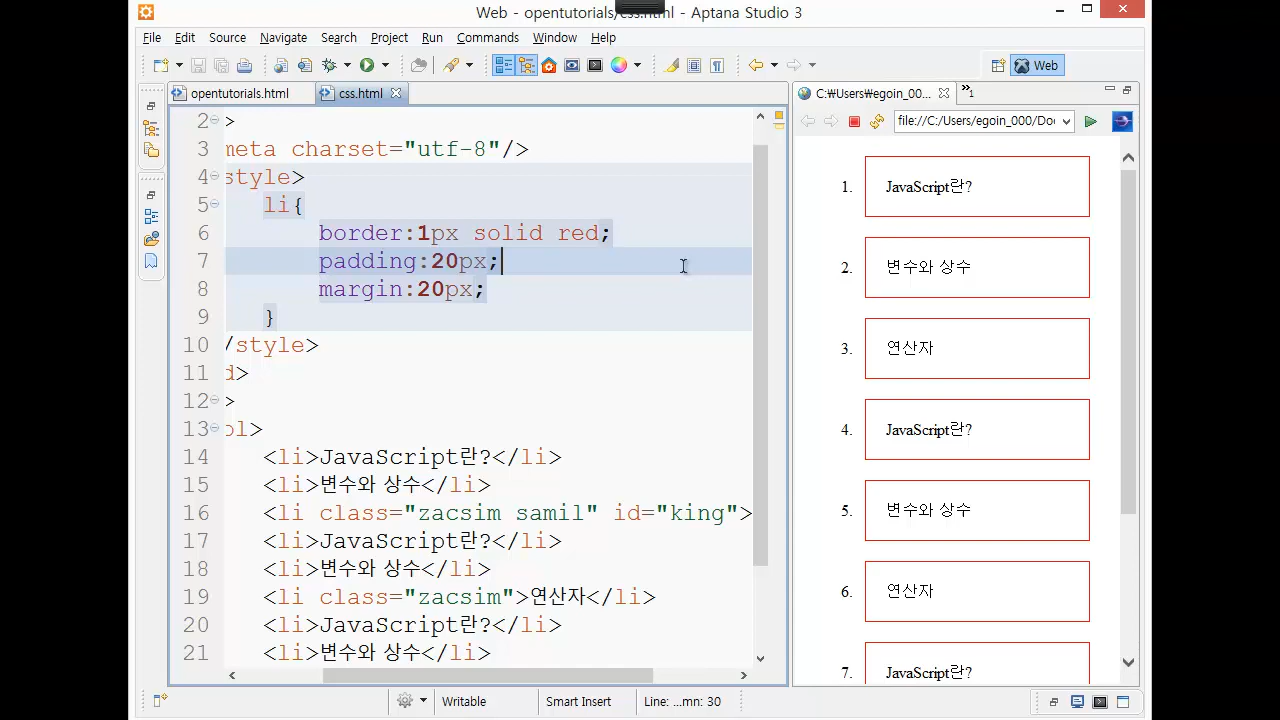 Web - opentutorials/css.html - Aptana Studio 3
File Edit Source Navigate Search Project Run Commands Window Help
Web
opentutorials.html
css.html
2 >
3 meta charset="utf-8"/>
4 style>
5 li{
6 border:1px solid red;
7 padding:20px;
8 margin:20px;
9 }
10 /style>
11 d>
12 >
13 ol>
14 <li>JavaScript란?</li>
15 <li>변수와 상수</li>
16 <li class="zacsim samil" id="king">
17 <li>JavaScript란?</li>
18 <li>변수와 상수</li>
19 <li class="zacsim">연산자</li>
20 <li>JavaScript란?</li>
21 <li>변수와 상수</li>
C:₩Users₩egoin_00...
»1
file://C:/Users/egoin_000/Do
1. JavaScript란?
2. 변수와 상수
3. 연산자
4. JavaScript란?
5. 변수와 상수
6. 연산자
7. JavaScript란?
Writable
Smart Insert
Line: ...mn: 30